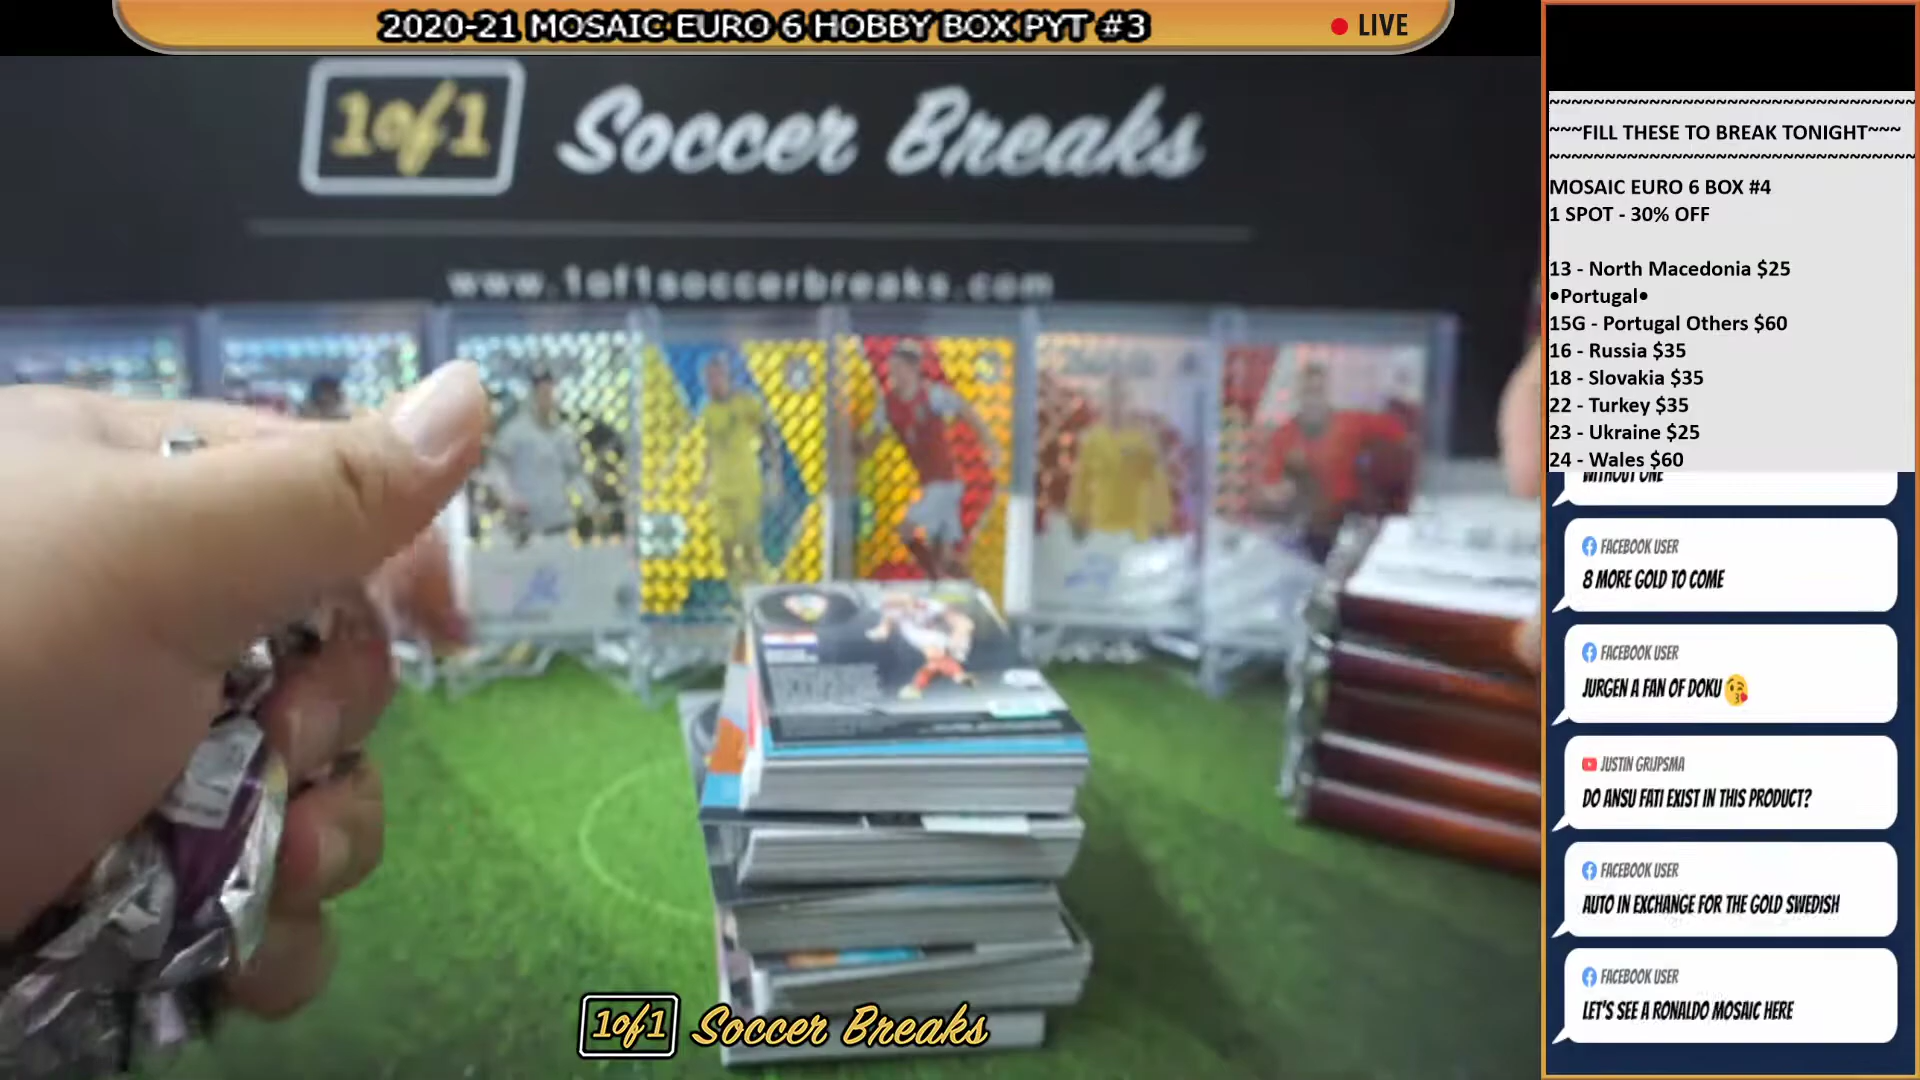 2020-21 MOSAIC EURO 6 HOBBY BOX PYT #3
LIVE
1of1 Soccer Breaks
www.1of1soccerbreaks.com
1of1 Soccer Breaks
~~~~~~~~~~~~~~~~~~~~~~~~~~~~~~
~~~FILL THESE TO BREAK TONIGHT~~~
~~~~~~~~~~~~~~~~~~~~~~~~~~~~~~
MOSAIC EURO 6 BOX #4
1 SPOT - 30% OFF
13 - North Macedonia $25
•Portugal•
15G - Portugal Others $60
16 - Russia $35
18 - Slovakia $35
22 - Turkey $35
23 - Ukraine $25
24 - Wales $60
WITHOUT ONE
FACEBOOK USER
8 MORE GOLD TO COME
FACEBOOK USER
JURGEN A FAN OF DOKU😘
JUSTIN GRIJPSMA
DO ANSU FATI EXIST IN THIS PRODUCT?
FACEBOOK USER
AUTO IN EXCHANGE FOR THE GOLD SWEDISH
FACEBOOK USER
LET'S SEE A RONALDO MOSAIC HERE